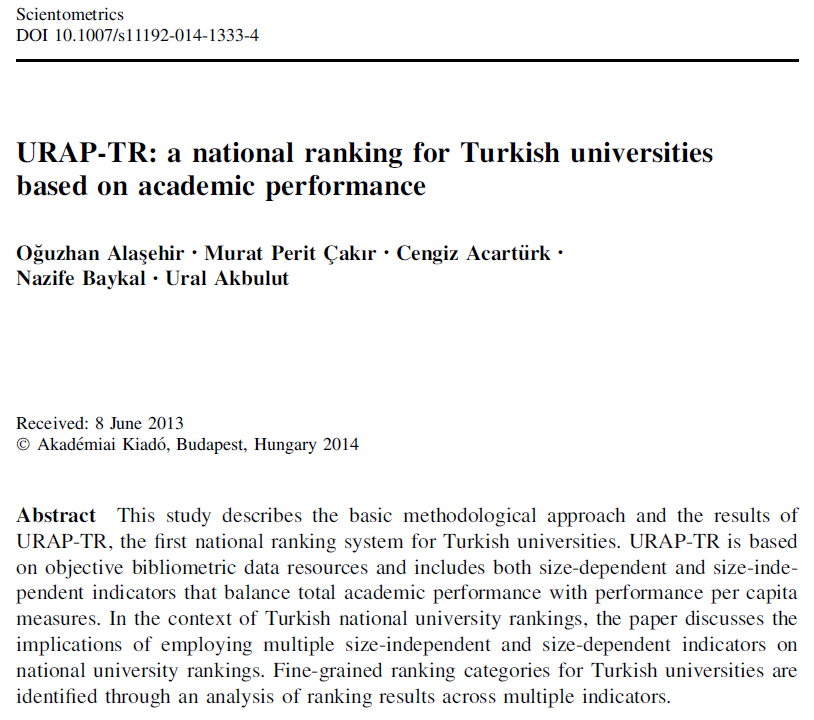 Scientometrics
DOI 10.1007/s11192-014-1333-4
URAP-TR: a national ranking for Turkish universities
based on academic performance
Oğuzhan Alaşehir · Murat Perit Çakır · Cengiz Acartürk ·
Nazife Baykal · Ural Akbulut
Received: 8 June 2013
© Akadémiai Kiadó, Budapest, Hungary 2014
Abstract This study describes the basic methodological approach and the results of
URAP-TR, the first national ranking system for Turkish universities. URAP-TR is based
on objective bibliometric data resources and includes both size-dependent and size-inde-
pendent indicators that balance total academic performance with performance per capita
measures. In the context of Turkish national university rankings, the paper discusses the
implications of employing multiple size-independent and size-dependent indicators on
national university rankings. Fine-grained ranking categories for Turkish universities are
identified through an analysis of ranking results across multiple indicators.